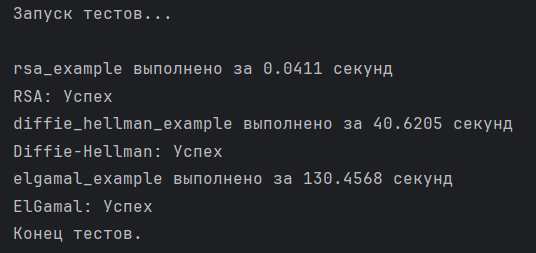 Запуск тестов...
rsa_example выполнено за 0.0411 секунд
RSA: Успех
diffie_hellman_example выполнено за 40.6205 секунд
Diffie-Hellman: Успех
elgamal_example выполнено за 130.4568 секунд
ElGamal: Успех
Конец тестов.